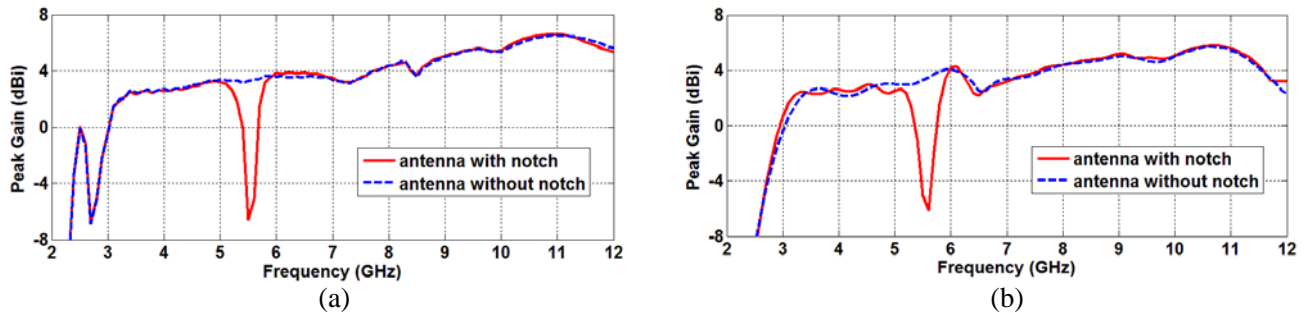 8
4
0
-4
-8
Peak Gain (dBi)
antenna with notch
antenna without notch
2 3 4 5 6 7 8 9 10 11 12
Frequency (GHz)
(a)
8
4
0
-4
-8
Peak Gain (dBi)
antenna with notch
antenna without notch
2 3 4 5 6 7 8 9 10 11 12
Frequency (GHz)
(b)